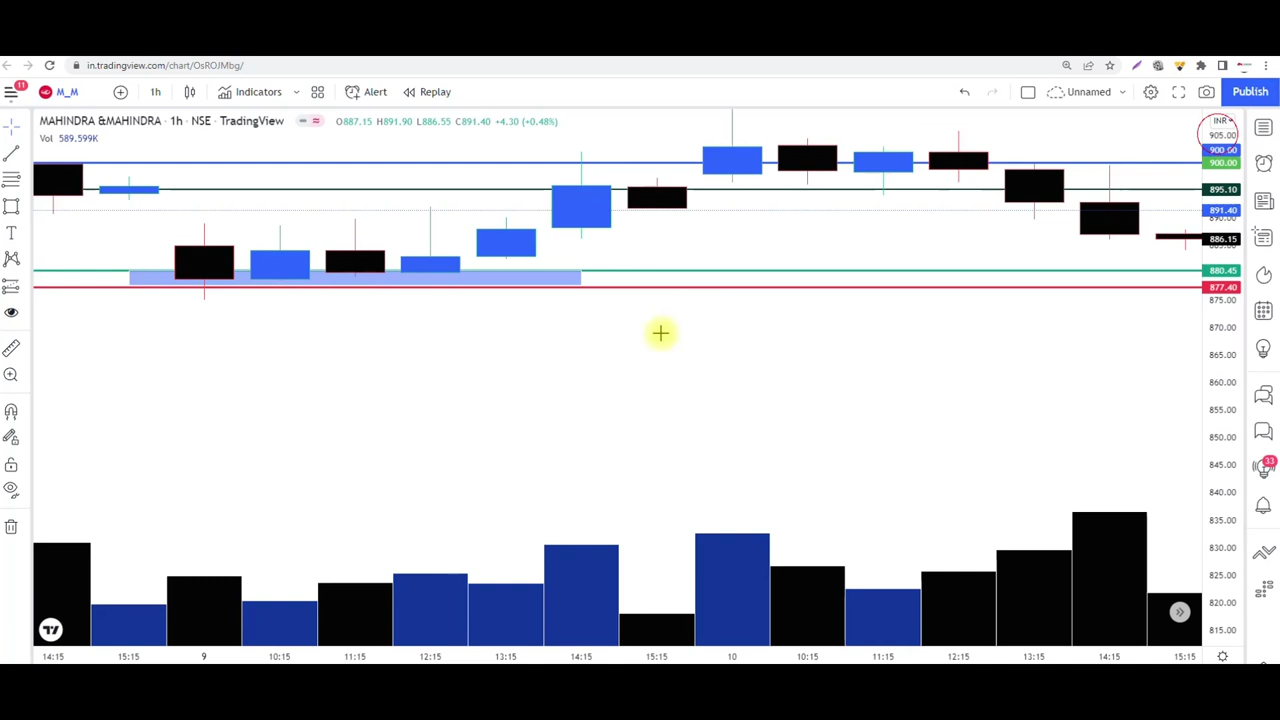 in.tradingview.com/chart/OsROJMbg/
11
M_M
1h
Indicators
Alert
Replay
Unnamed
Publish
MAHINDRA &MAHINDRA · 1h · NSE · TradingView
O887.15 H891.90 L886.55 C891.40 +4.30 (+0.48%)
Vol 589.599K
INR
905.00
900.00
895.10
891.40
890.00
886.15
880.45
877.40
875.00
870.00
865.00
860.00
855.00
850.00
845.00
840.00
835.00
830.00
825.00
820.00
815.00
33
14:15 15:15 9 10:15 11:15 12:15 13:15 14:15 15:15 10 10:15 11:15 12:15 13:15 14:15 15:15